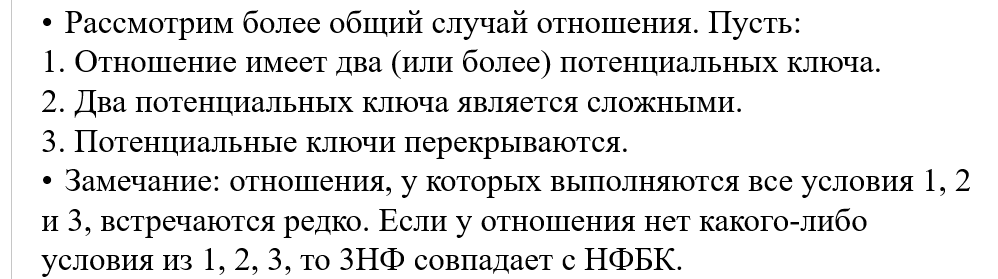 • Рассмотрим более общий случай отношения. Пусть:
1. Отношение имеет два (или более) потенциальных ключа.
2. Два потенциальных ключа является сложными.
3. Потенциальные ключи перекрываются.
• Замечание: отношения, у которых выполняются все условия 1, 2
и 3, встречаются редко. Если у отношения нет какого-либо
условия из 1, 2, 3, то 3НФ совпадает с НФБК.